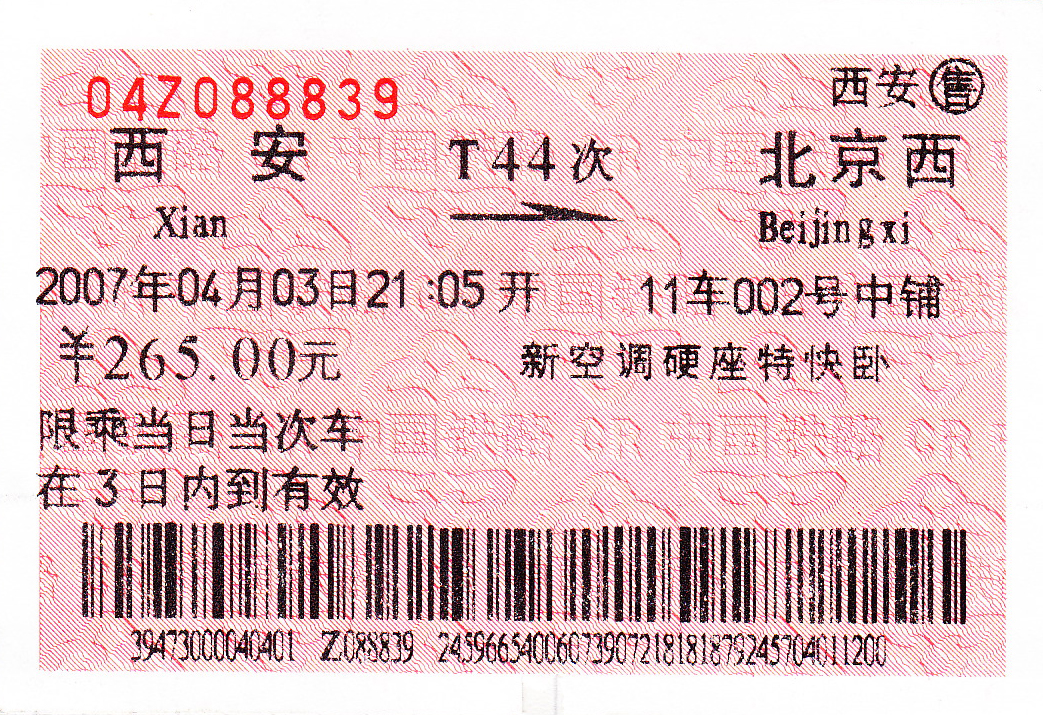 04Z088839 西安售
西安 T44次 北京西
Xian Beijingxi
2007年04月03日21:05开 11车002号中铺
¥265.00元 新空调硬座特快卧
限乘当日当次车
在3日内到有效
39473000040401 Z088839 24596654006073907218181879245704011200